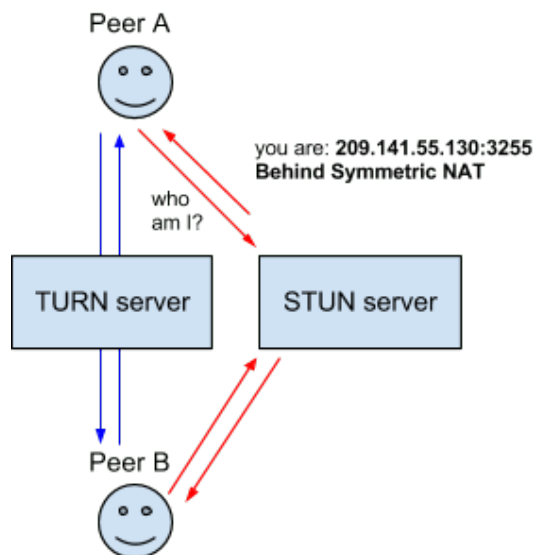 Peer A
you are: 209.141.55.130:3255
Behind Symmetric NAT
who
am I?
TURN server
STUN server
Peer B